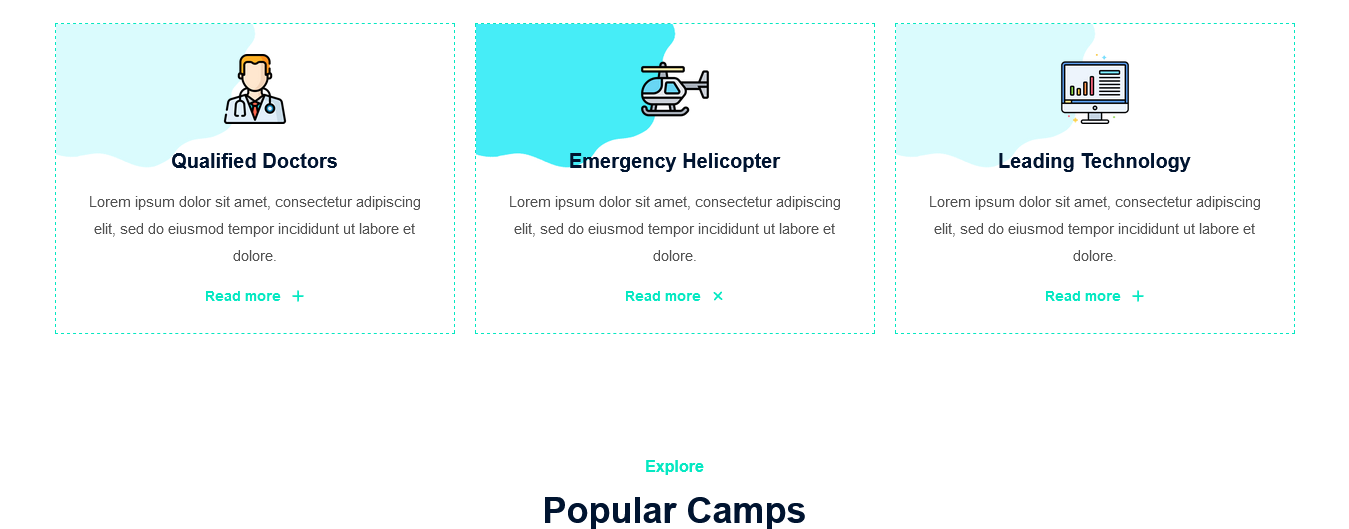 Qualified Doctors
Lorem ipsum dolor sit amet, consectetur adipiscing
elit, sed do eiusmod tempor incididunt ut labore et
dolore.
Read more +
Emergency Helicopter
Lorem ipsum dolor sit amet, consectetur adipiscing
elit, sed do eiusmod tempor incididunt ut labore et
dolore.
Read more ×
Leading Technology
Lorem ipsum dolor sit amet, consectetur adipiscing
elit, sed do eiusmod tempor incididunt ut labore et
dolore.
Read more +
Explore
Popular Camps